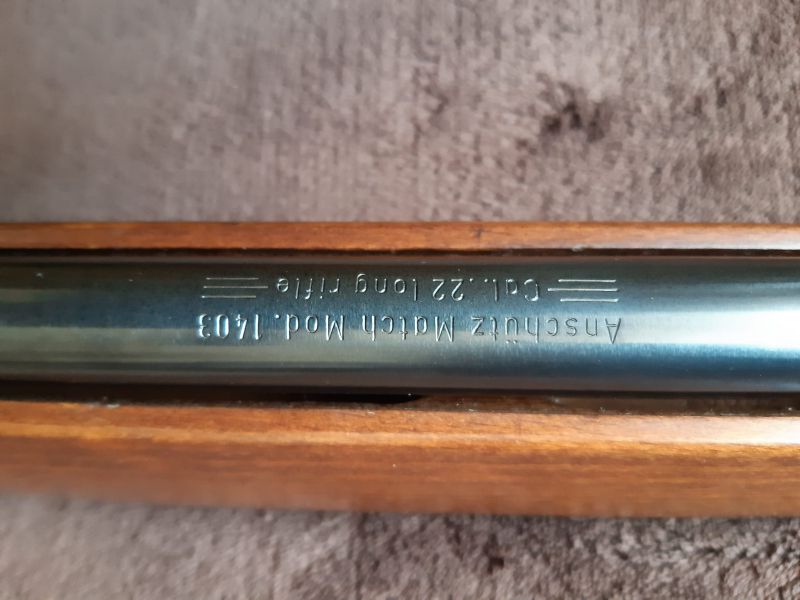 Anschütz Match Mod. 1403
Cal. .22 long rifle